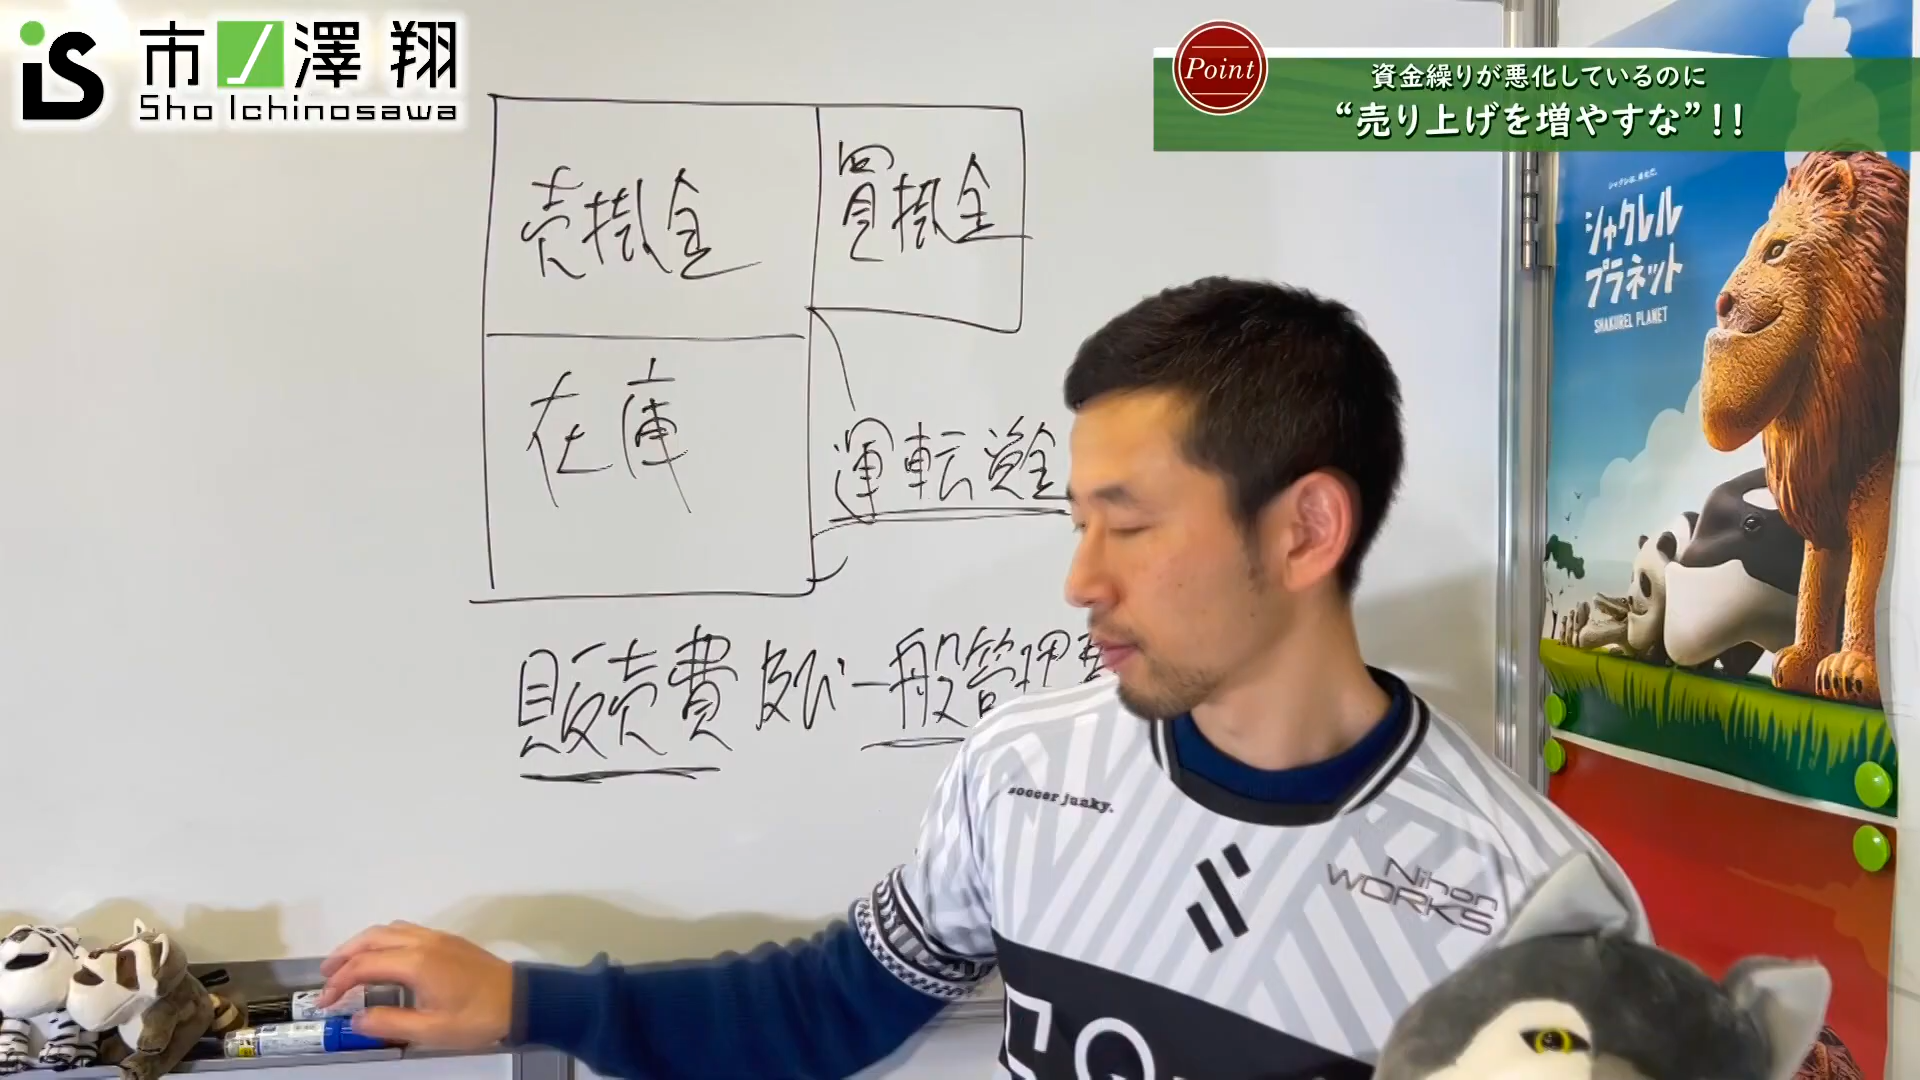 iS 市ノ澤 翔
Sho Ichinosawa
Point
資金繰りが悪化しているのに
“売り上げを増やすな”!!
売掛金
買掛金
在庫
運転資金
販売費及び一般管理費
シャクレル
プラネット
SHAKUREL PLANET
soccer junky.
Nihon
WORKS